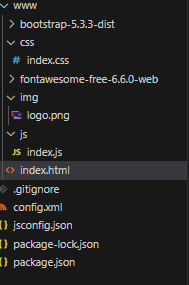 www
bootstrap-5.3.3-dist
css
# index.css
fontawesome-free-6.6.0-web
img
logo.png
js
JS index.js
<> index.html
.gitignore
config.xml
{} jsconfig.json
{} package-lock.json
{} package.json